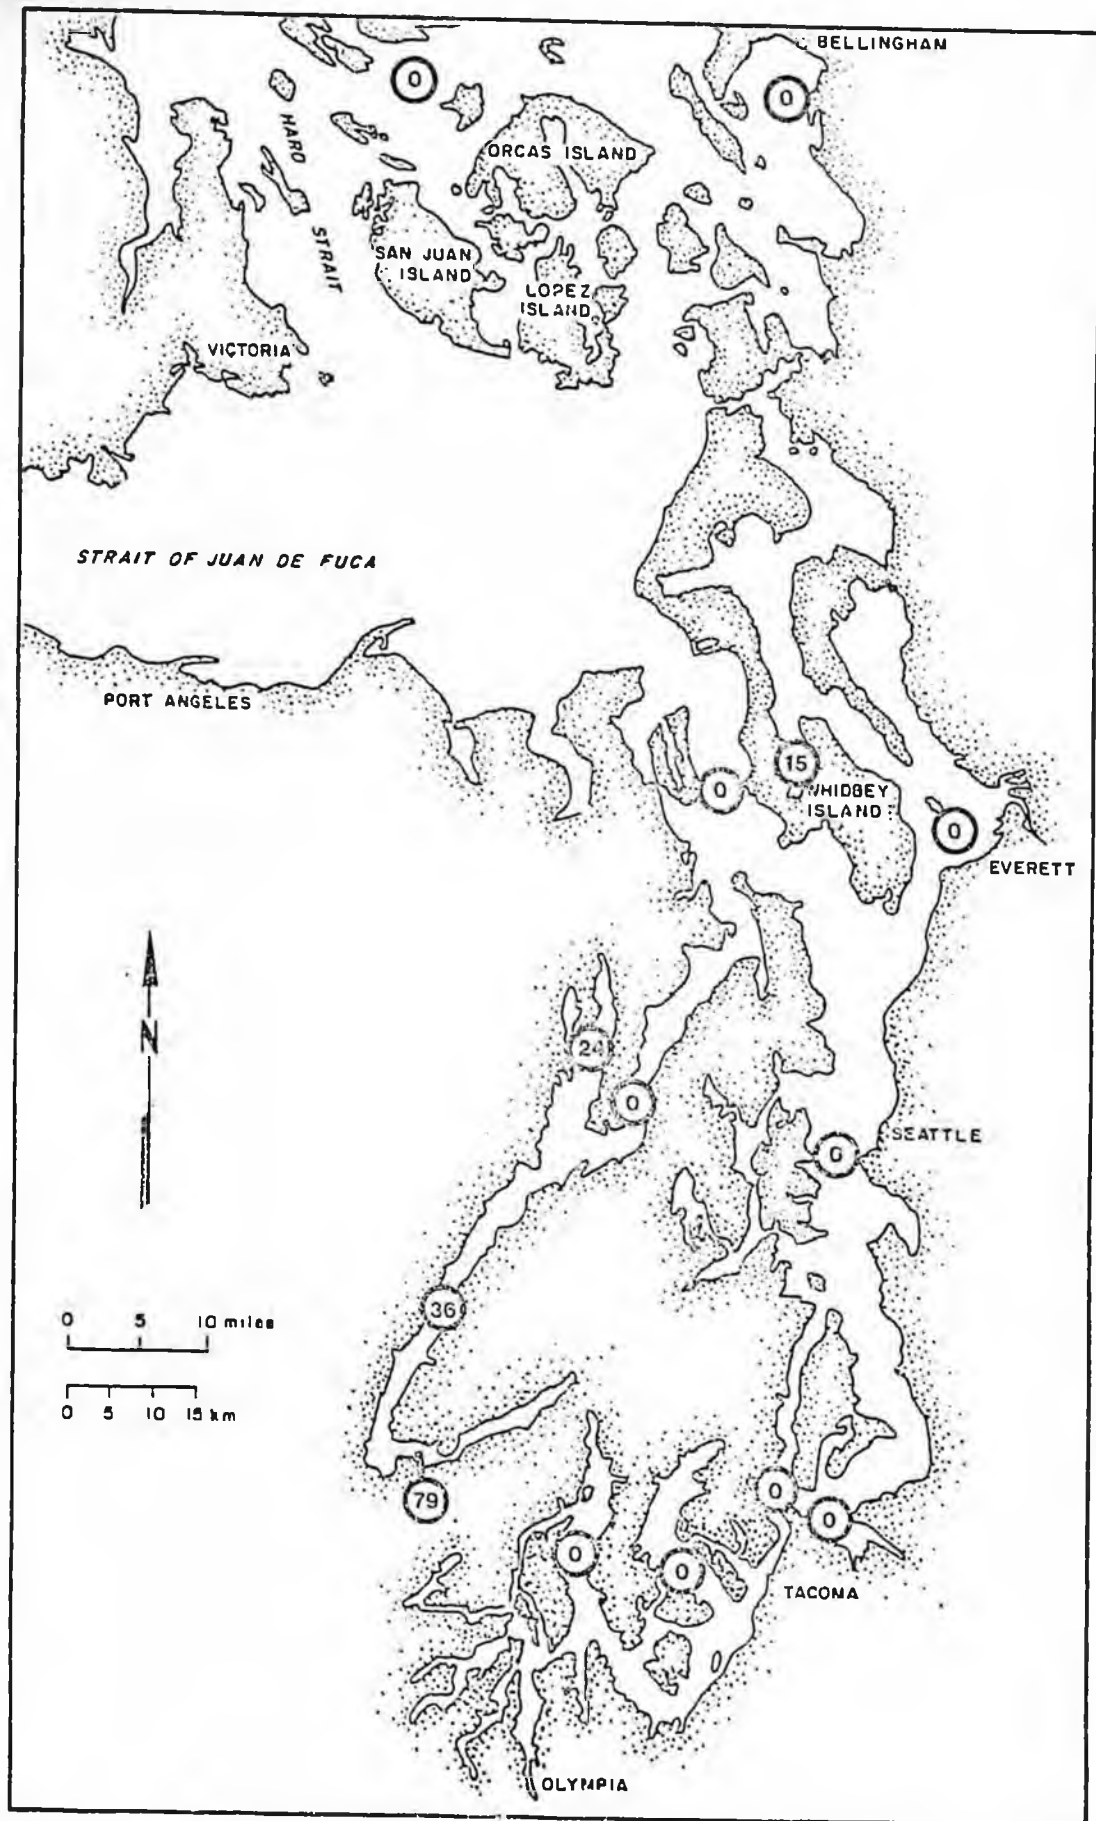 BELLINGHAM
0
0
HARO
STRAIT
ORCAS ISLAND
SAN JUAN
ISLAND
LOPEZ
ISLAND
VICTORIA
STRAIT OF JUAN DE FUCA
PORT ANGELES
15
0
WHIDBEY
ISLAND
0
EVERETT
N
24
0
SEATTLE
0
36
0 5 10 miles
0 5 10 15 km
79
0
0
0
0
TACOMA
OLYMPIA